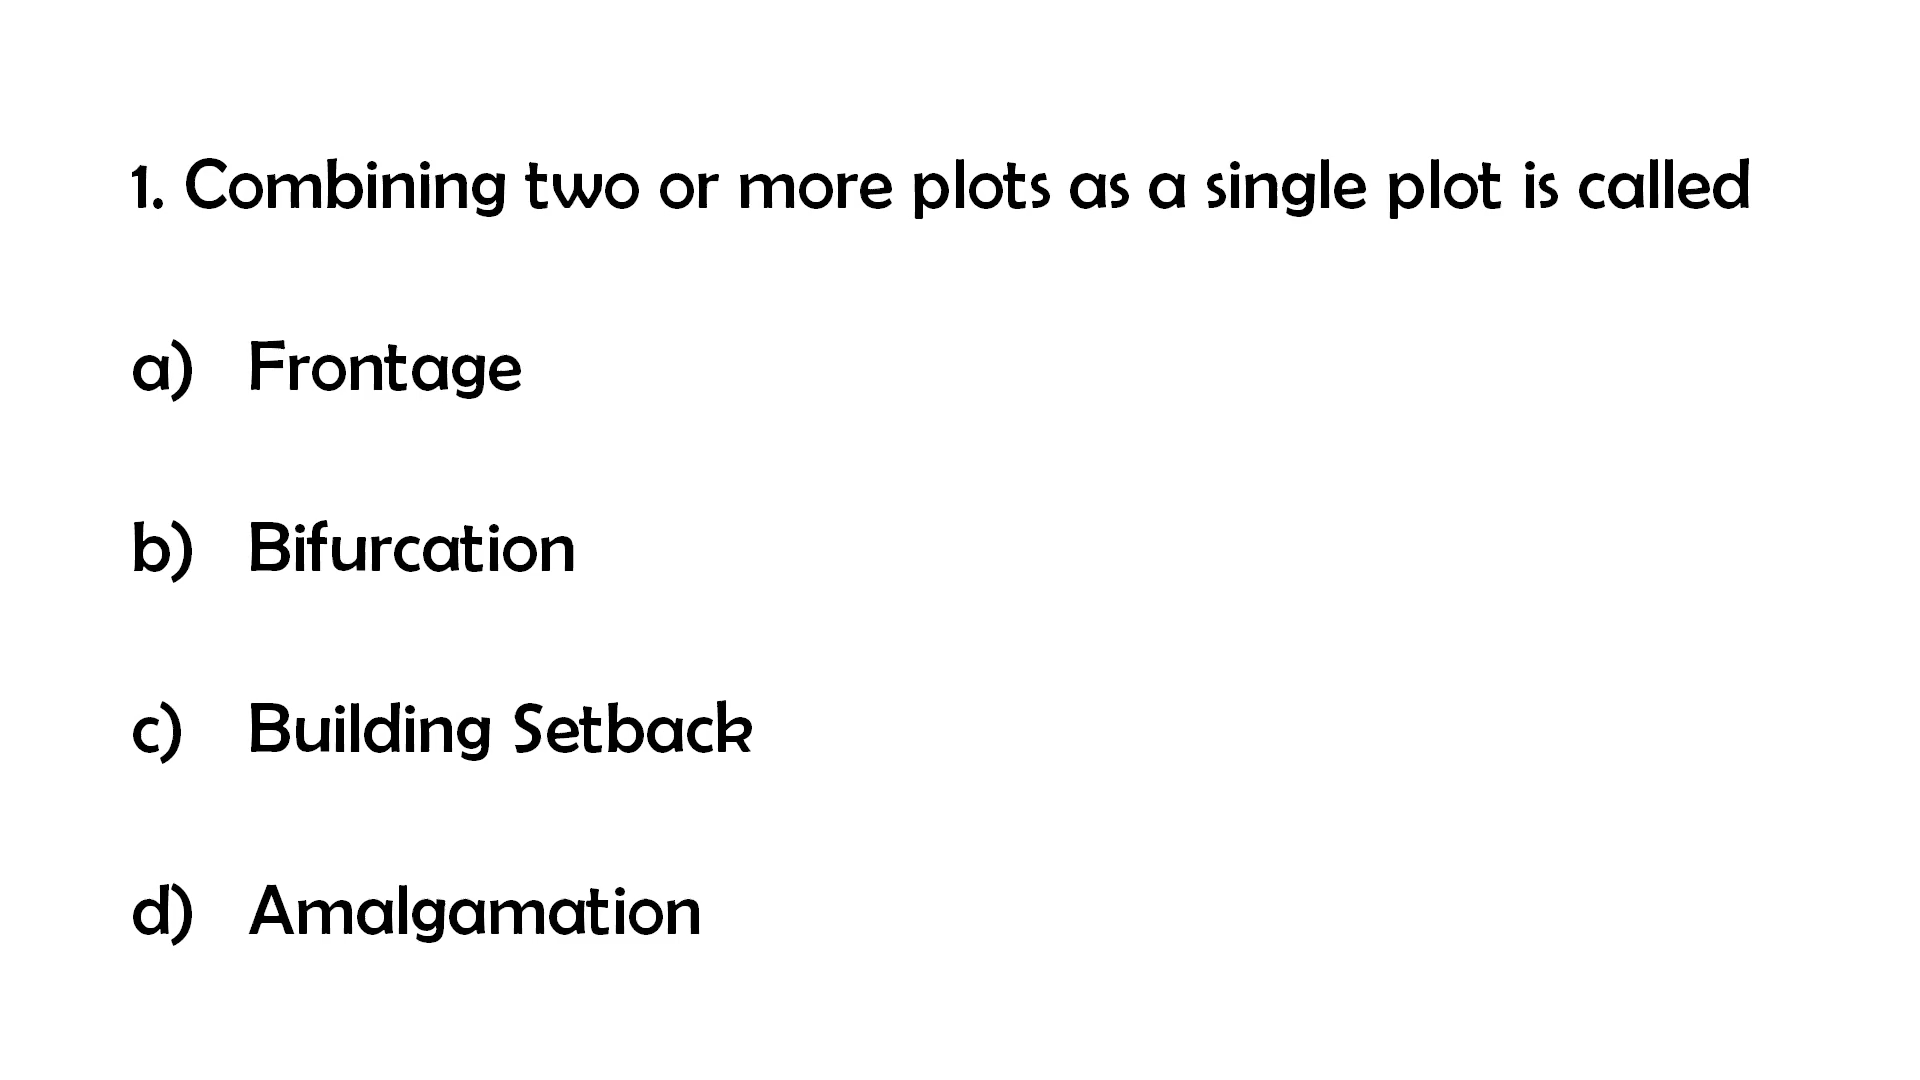 1. Combining two or more plots as a single plot is called
a) Frontage
b) Bifurcation
c) Building Setback
d) Amalgamation